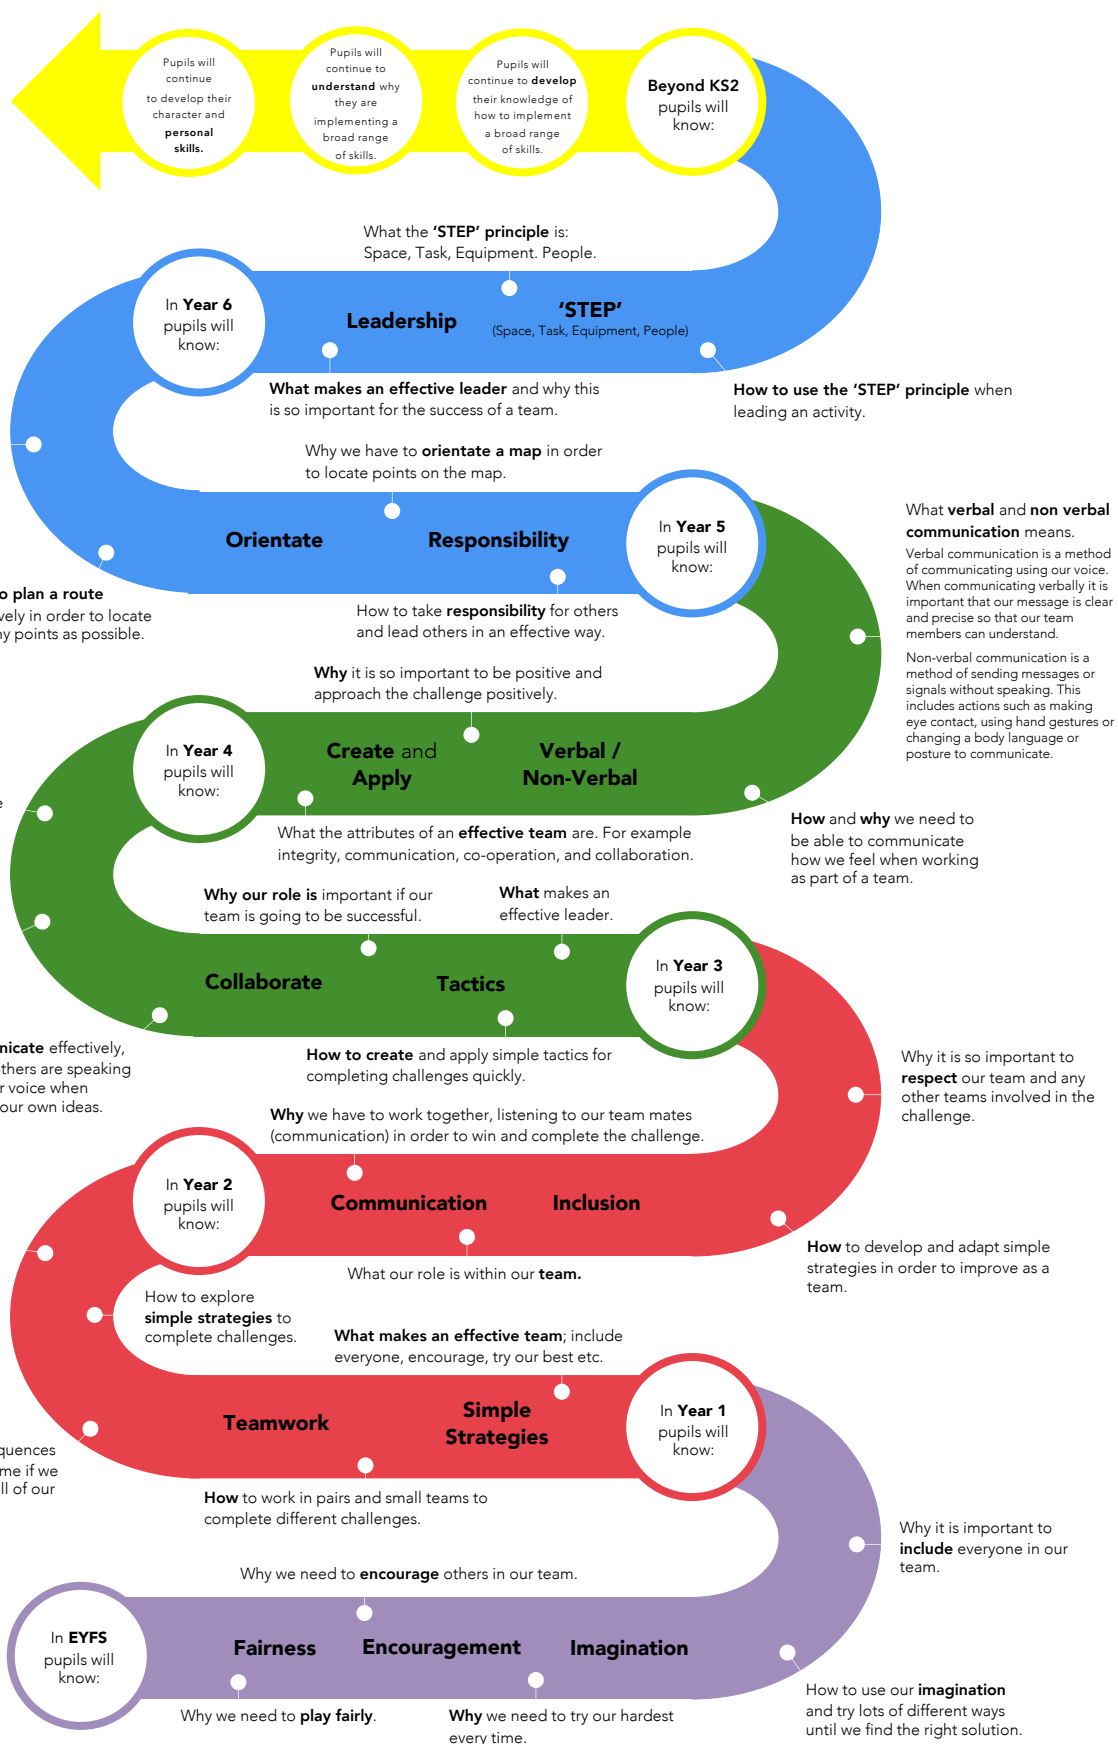 Pupils will
continue
to develop their
character and
personal
skills.
Pupils will
continue to
understand why
they are
implementing a
broad range
of skills.
Pupils will
continue to develop
their knowledge of
how to implement
a broad range
of skills.
Beyond KS2
pupils will
know:
What the ‘STEP’ principle is:
Space, Task, Equipment. People.
In Year 6
pupils will
know:
Leadership
‘STEP’
(Space, Task, Equipment, People)
What makes an effective leader and why this
is so important for the success of a team.
How to use the ‘STEP’ principle when
leading an activity.
Why we have to orientate a map in order
to locate points on the map.
Orientate
Responsibility
In Year 5
pupils will
know:
What verbal and non verbal
communication means.
Verbal communication is a method
of communicating using our voice.
When communicating verbally it is
important that our message is clear
and precise so that our team
members can understand.
Non-verbal communication is a
method of sending messages or
signals without speaking. This
includes actions such as making
eye contact, using hand gestures or
changing a body language or
posture to communicate.
o plan a route
vely in order to locate
ny points as possible.
How to take responsibility for others
and lead others in an effective way.
Why it is so important to be positive and
approach the challenge positively.
In Year 4
pupils will
know:
Create and
Apply
Verbal /
Non-Verbal
e
What the attributes of an effective team are. For example
integrity, communication, co-operation, and collaboration.
How and why we need to
be able to communicate
how we feel when working
as part of a team.
Why our role is important if our
team is going to be successful.
What makes an
effective leader.
Collaborate
Tactics
In Year 3
pupils will
know:
nicate effectively,
thers are speaking
r voice when
our own ideas.
How to create and apply simple tactics for
completing challenges quickly.
Why it is so important to
respect our team and any
other teams involved in the
challenge.
Why we have to work together, listening to our team mates
(communication) in order to win and complete the challenge.
In Year 2
pupils will
know:
Communication
Inclusion
What our role is within our team.
How to develop and adapt simple
strategies in order to improve as a
team.
How to explore
simple strategies to
complete challenges.
What makes an effective team; include
everyone, encourage, try our best etc.
Teamwork
Simple
Strategies
In Year 1
pupils will
know:
quences
me if we
ll of our
How to work in pairs and small teams to
complete different challenges.
Why it is important to
include everyone in our
team.
Why we need to encourage others in our team.
In EYFS
pupils will
know:
Fairness
Encouragement
Imagination
Why we need to play fairly.
Why we need to try our hardest
every time.
How to use our imagination
and try lots of different ways
until we find the right solution.